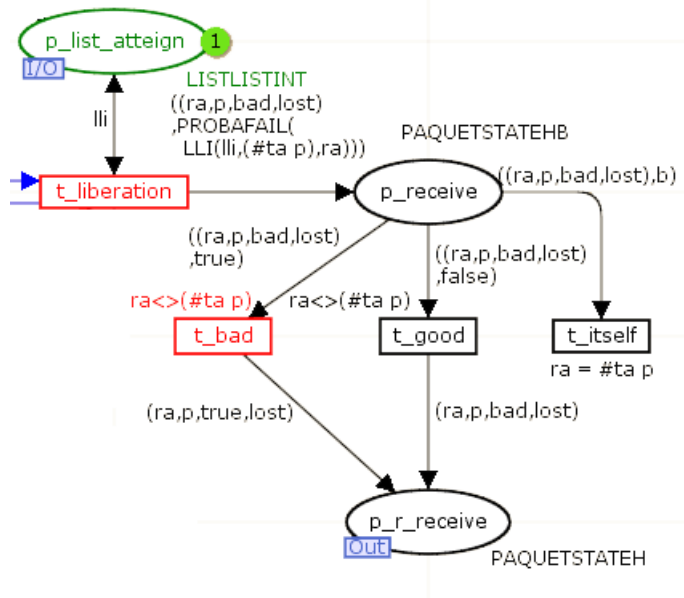 p_list_atteign
1
I/O
LISTLISTINT
lli
((ra,p,bad,lost)
,PROBAFAIL(
LLI(lli,(#ta p),ra)))
PAQUETSTATEHB
t_liberation
p_receive
((ra,p,bad,lost),b)
((ra,p,bad,lost)
,true)
((ra,p,bad,lost)
,false)
ra<>(#ta p)
ra<>(#ta p)
t_bad
t_good
t_itself
ra = #ta p
(ra,p,true,lost)
(ra,p,bad,lost)
p_r_receive
Out
PAQUETSTATEH